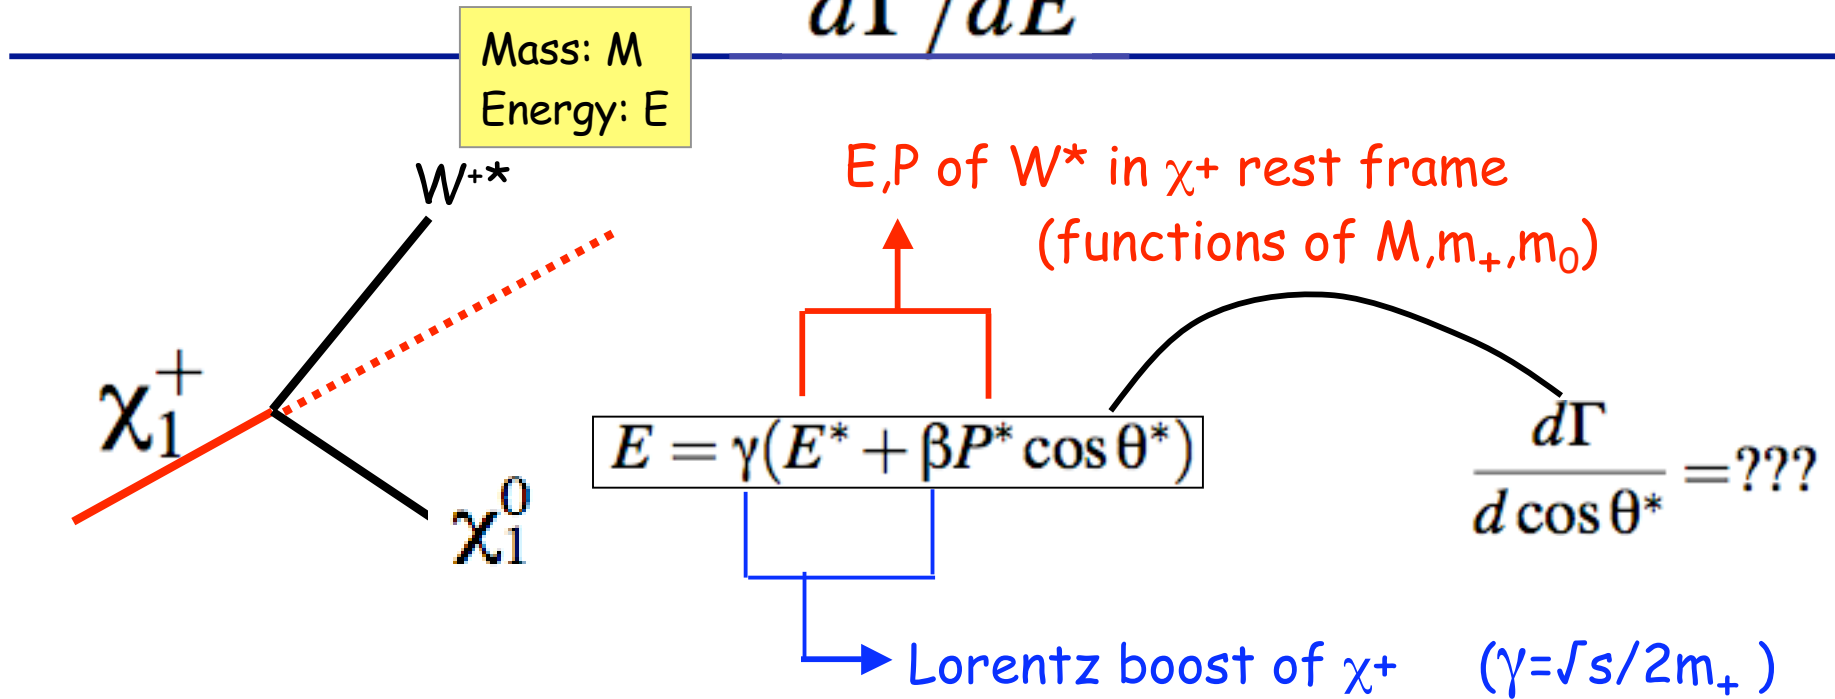 dΓ/dE
Mass: M
Energy: E
W⁺*
E,P of W* in χ+ rest frame
(functions of M,m₊,m₀)
χ₁⁺
E = γ(E* + βP* cos θ*)
dΓ
d cos θ*
=???
χ₁⁰
Lorentz boost of χ+ (γ=√s/2m₊ )